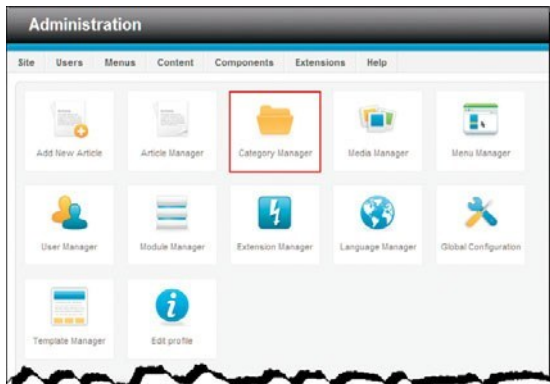 Administration
Site Users Menus Content Components Extensions Help
Add New Article Article Manager Category Manager Media Manager Menu Manager
User Manager Module Manager Extension Manager Language Manager Global Configuration
Template Manager Edit profile